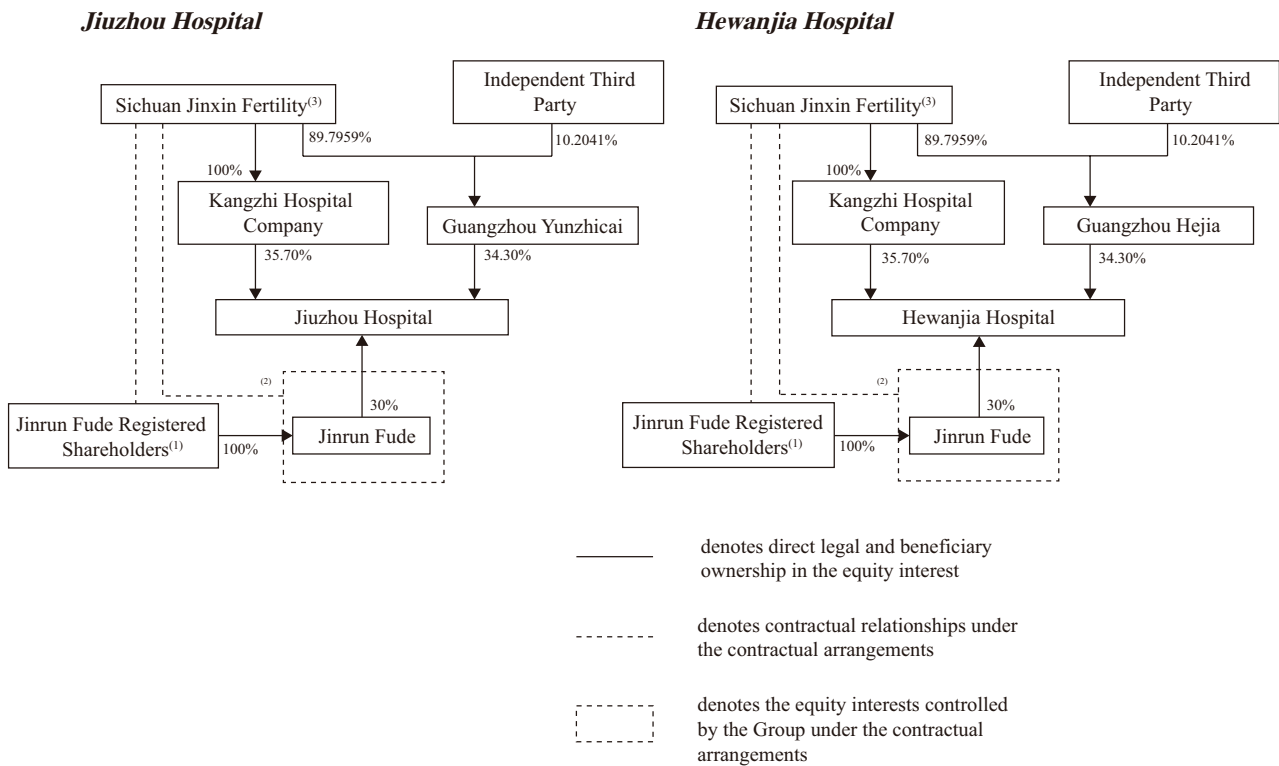 Jiuzhou Hospital
Sichuan Jinxin Fertility(3)
Independent Third
Party
89.7959%
10.2041%
100%
Kangzhi Hospital
Company
Guangzhou Yunzhicai
35.70%
34.30%
Jiuzhou Hospital
(2)
30%
Jinrun Fude Registered
Shareholders(1)
100%
Jinrun Fude
Hewanjia Hospital
Sichuan Jinxin Fertility(3)
Independent Third
Party
89.7959%
10.2041%
100%
Kangzhi Hospital
Company
Guangzhou Hejia
35.70%
34.30%
Hewanjia Hospital
(2)
30%
Jinrun Fude Registered
Shareholders(1)
100%
Jinrun Fude
denotes direct legal and beneficiary
ownership in the equity interest
denotes contractual relationships under
the contractual arrangements
denotes the equity interests controlled
by the Group under the contractual
arrangements